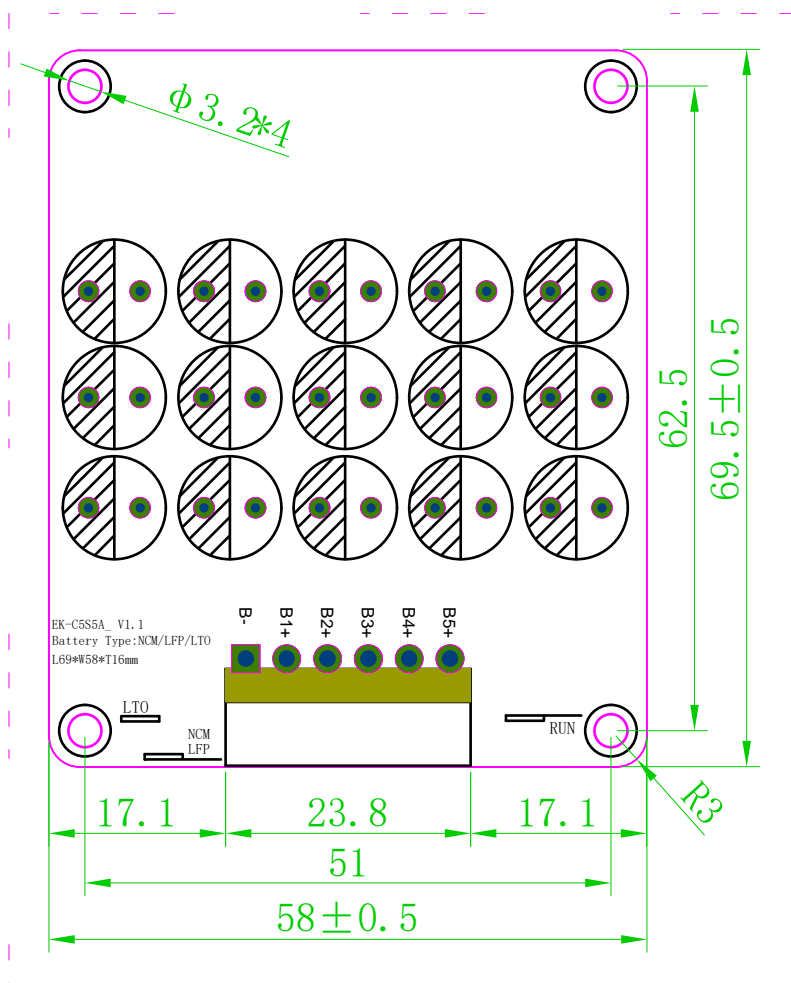 ф3.2*4
62.5
69.5±0.5
B-
B1+
B2+
B3+
B4+
B5+
EK-C5S5A_ V1.1
Battery Type:NCM/LFP/LTO
L69*W58*T16mm
LTO
NCM
LFP
RUN
R3
17.1
23.8
17.1
51
58±0.5